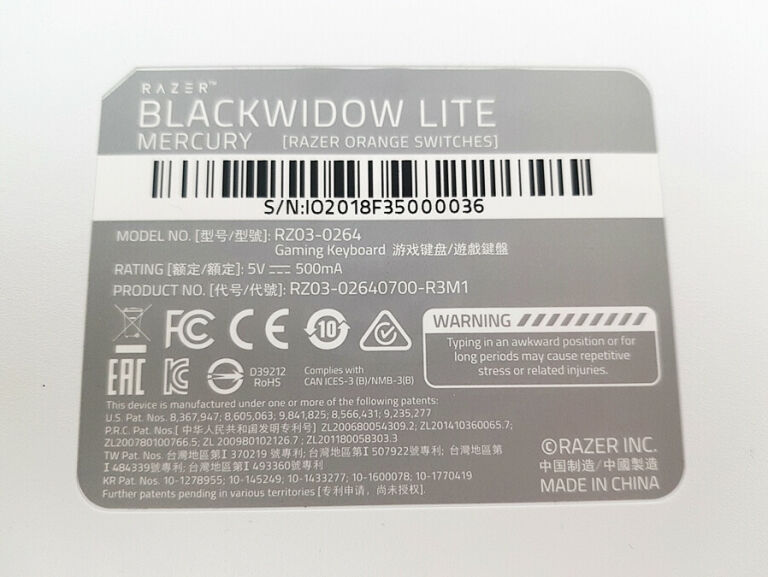 RAZER™
BLACKWIDOW LITE
MERCURY [RAZER ORANGE SWITCHES]
S/N:IO2018F35000036
MODEL NO. [型号/型號]: RZ03-0264
Gaming Keyboard 游戏键盘/遊戲鍵盤
RATING [额定/額定]: 5V 500mA
PRODUCT NO. [代号/代號]: RZ03-02640700-R3M1
FC CE 10
WARNING
Typing in an awkward position or for
long periods may cause repetitive
stress or related injuries.
EAC KC D39212
RoHS
Complies with
CAN ICES-3 (B)/NMB-3(B)
This device is manufactured under one or more of the following patents:
U.S. Pat. Nos. 8,367,947; 8,605,063; 9,841,825; 8,566,431; 9,235,277
P.R.C. Pat. Nos.[ 中华人民共和国发明专利号] ZL200680054309.2; ZL201410360065.7;
ZL200780100766.5; ZL 200980102126.7; ZL201180058303.3
TW Pat. Nos. 台灣地區第I 370219 號專利; 台灣地區第I 507922號專利; 台灣地區第
I 484339號專利; 台灣地區第I 493360號專利;
KR Pat. Nos. 10-1278955; 10-145249; 10-1433277; 10-1600078; 10-1770419
Further patents pending in various territories [专利申请，尚未授权].
©RAZER INC.
中国制造/中國製造
MADE IN CHINA